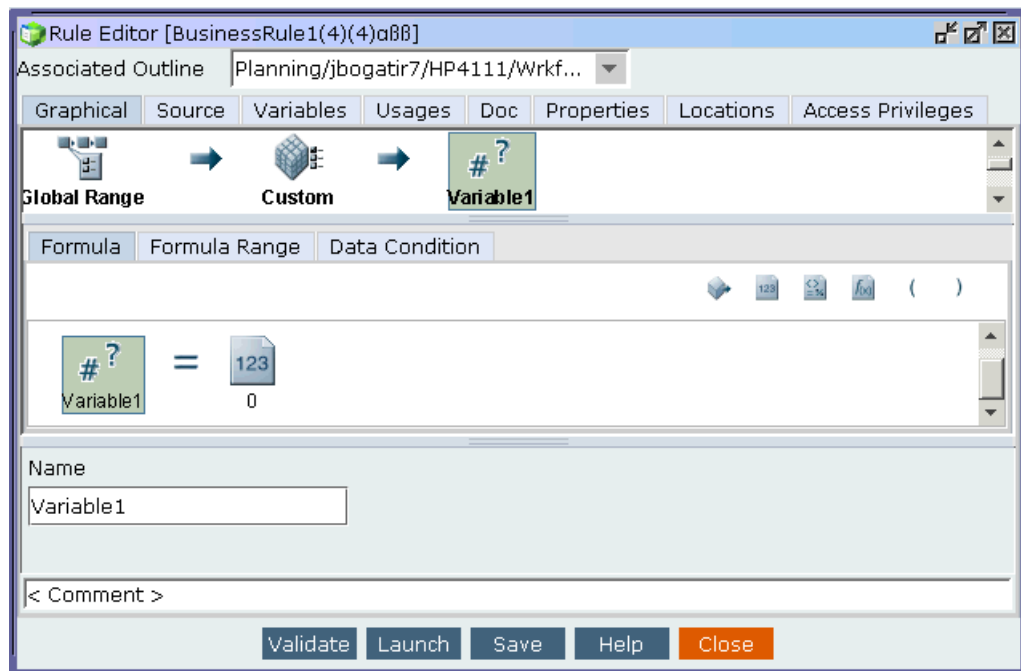 Rule Editor [BusinessRule1(4)(4)αßß]
Associated Outline Planning/jbogatir7/HP4111/Wrkf...
Graphical Source Variables Usages Doc Properties Locations Access Privileges
# ?
Global Range Custom Variable1
Formula Formula Range Data Condition
123 <> = % f(x) ( )
# ? = 123
Variable1 0
Name
Variable1
< Comment >
Validate Launch Save Help Close